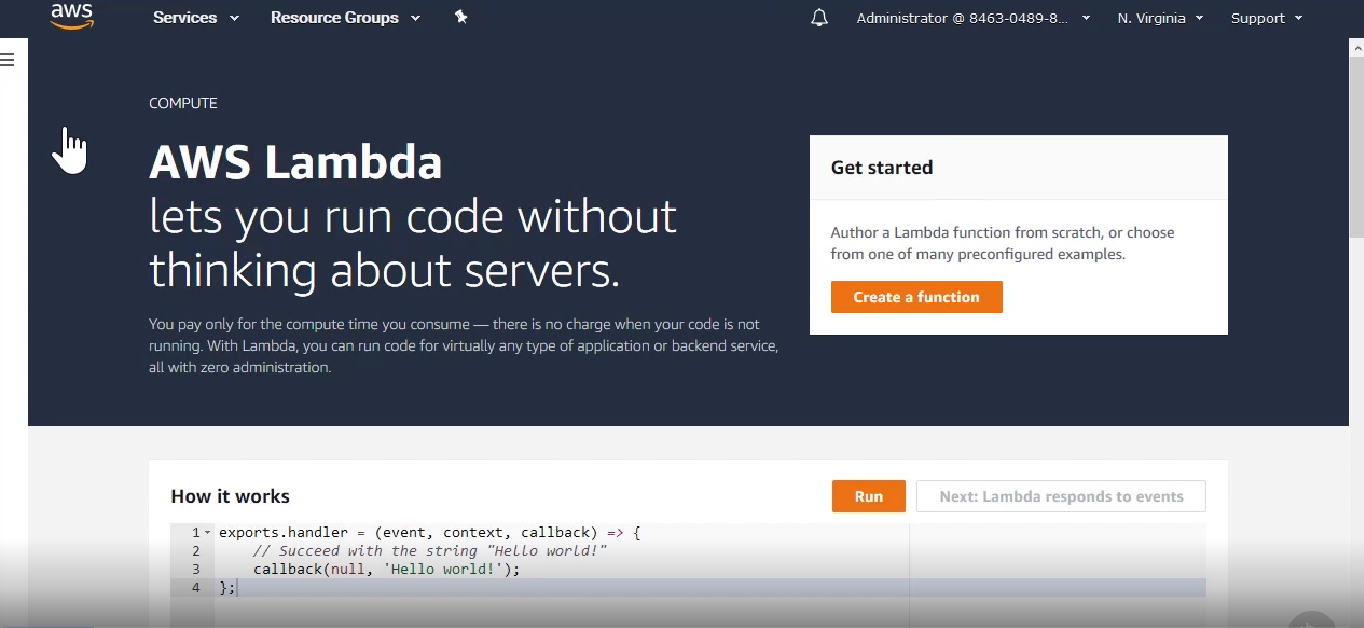 aws
Services
Resource Groups
Administrator @ 8463-0489-8...
N. Virginia
Support
COMPUTE
AWS Lambda
lets you run code without
thinking about servers.
You pay only for the compute time you consume — there is no charge when your code is not
running. With Lambda, you can run code for virtually any type of application or backend service,
all with zero administration.
Get started
Author a Lambda function from scratch, or choose
from one of many preconfigured examples.
Create a function
How it works
Run
Next: Lambda responds to events
1 exports.handler = (event, context, callback) => {
2 // Succeed with the string "Hello world!"
3 callback(null, 'Hello world!');
4 };